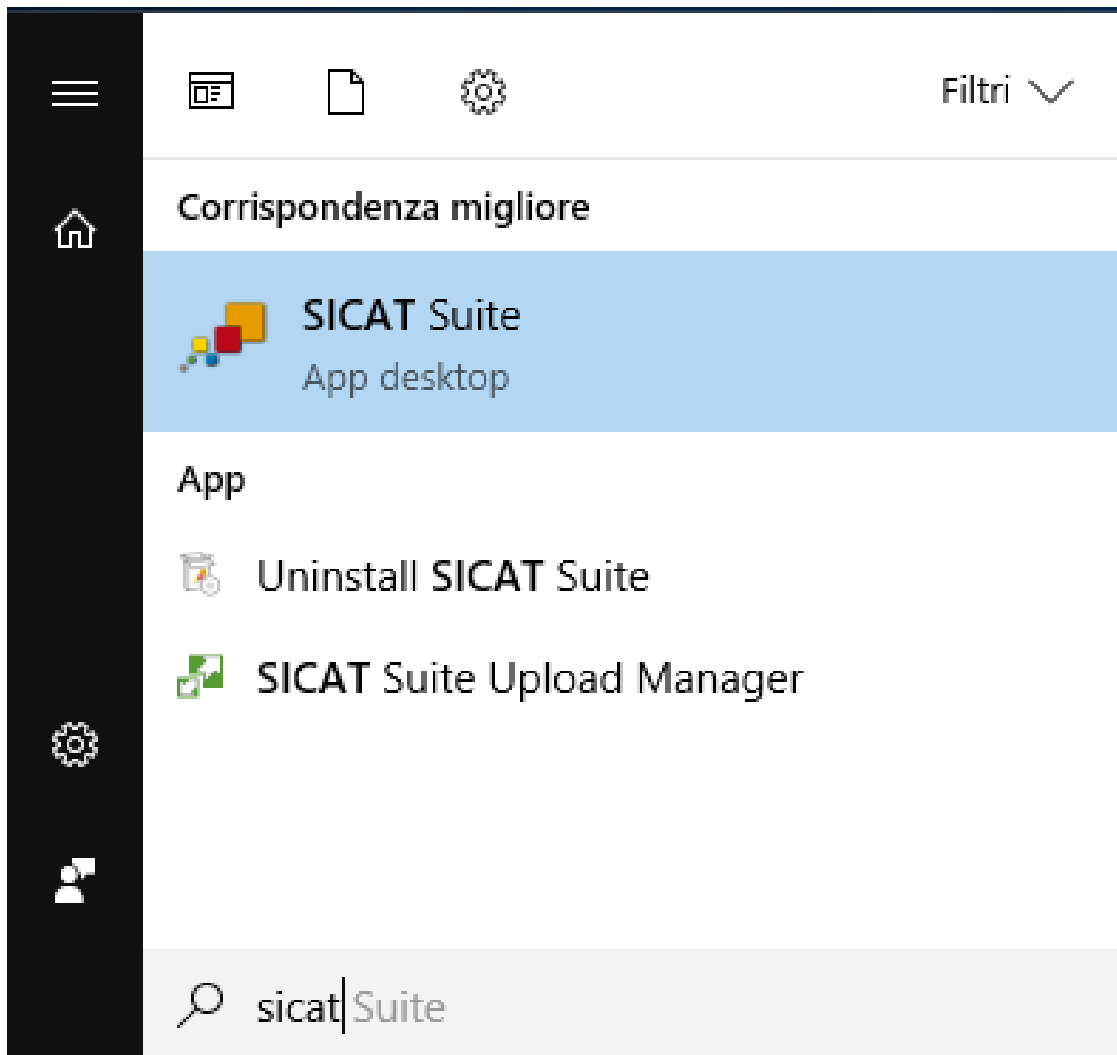 Filtri
Corrispondenza migliore
SICAT Suite
App desktop
App
Uninstall SICAT Suite
SICAT Suite Upload Manager
sicat Suite